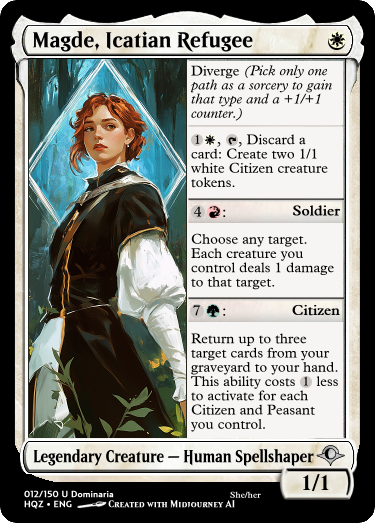 Magde, Icatian Refugee
Diverge (Pick only one
path as a sorcery to gain
that type and a +1/+1
counter.)
1, Discard a
card: Create two 1/1
white Citizen creature
tokens.
4: Soldier
Choose any target.
Each creature you
control deals 1 damage
to that target.
7: Citizen
Return up to three
target cards from your
graveyard to your hand.
This ability costs 1 less
to activate for each
Citizen and Peasant
you control.
Legendary Creature — Human Spellshaper
1/1
012/150 U Dominaria She/her
HQZ • ENG Created with Midjourney AI